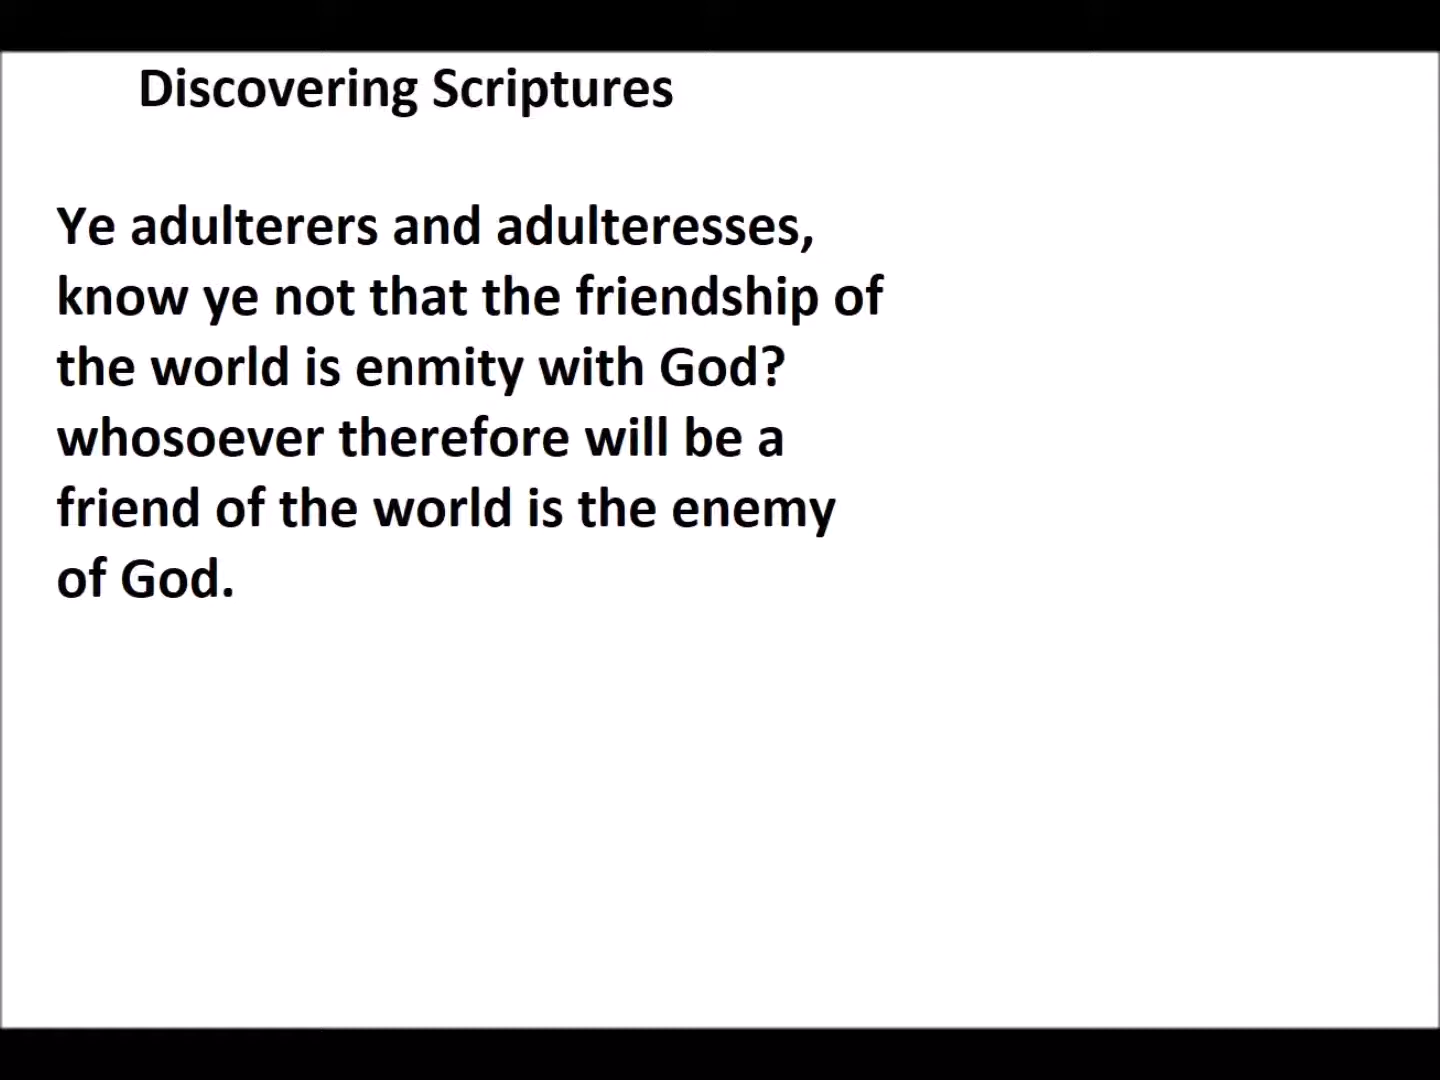 Discovering Scriptures
Ye adulterers and adulteresses,
know ye not that the friendship of
the world is enmity with God?
whosoever therefore will be a
friend of the world is the enemy
of God.